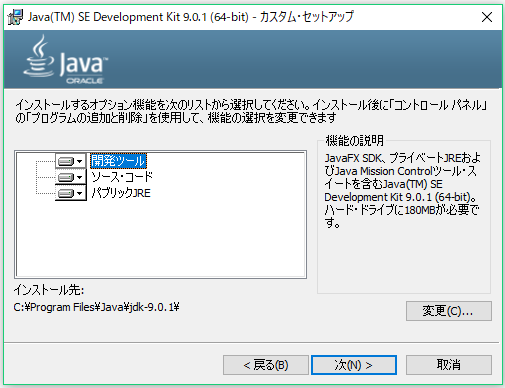 Java(TM) SE Development Kit 9.0.1 (64-bit) - カスタム・セットアップ
Java
ORACLE
インストールするオプション機能を次のリストから選択してください。インストール後に「コントロール パネル」
の「プログラムの追加と削除」を使用して、機能の選択を変更できます
開発ツール
ソース・コード
パブリックJRE
機能の説明
JavaFX SDK、プライベートJREおよ
びJava Mission Controlツール・ス
イートを含むJava(TM) SE
Development Kit 9.0.1 (64-bit)。
ハード・ドライブに180MBが必要で
す。
インストール先:
C:¥Program Files¥Java¥jdk-9.0.1¥
変更(C)...
< 戻る(B)
次(N) >
取消